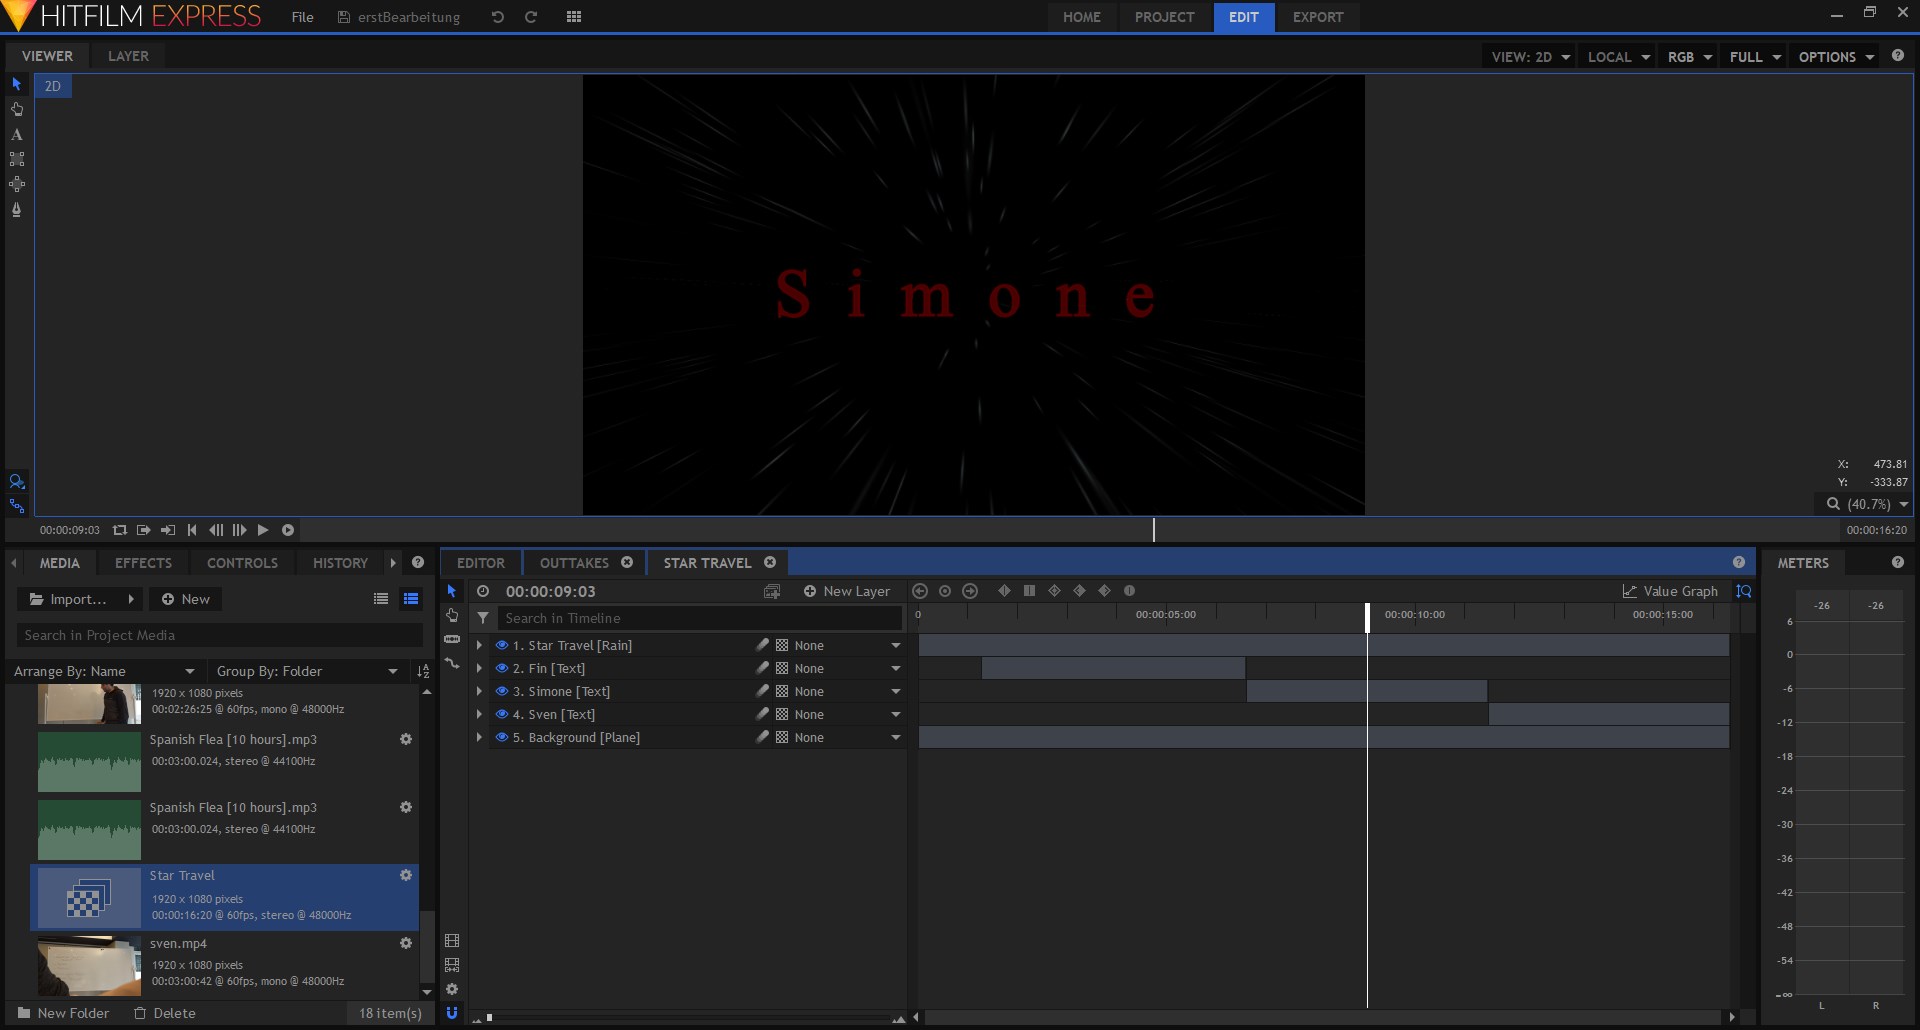 HITFILM EXPRESS File erstBearbeitung HOME PROJECT EDIT EXPORT
VIEWER LAYER VIEW: 2D LOCAL RGB FULL OPTIONS ?
2D
A
S i m o n e
X: 473.81
Y: -333.87
(40.7%)
00:00:09:03 00:00:16:20
MEDIA EFFECTS CONTROLS HISTORY ?
Import... New
Search in Project Media
Arrange By: Name Group By: Folder
1920 x 1080 pixels
00:02:26:25 @ 60fps, mono @ 48000Hz
Spanish Flea [10 hours].mp3
00:03:00.024, stereo @ 44100Hz
Spanish Flea [10 hours].mp3
00:03:00.024, stereo @ 44100Hz
Star Travel
1920 x 1080 pixels
00:00:16:20 @ 60fps, stereo @ 48000Hz
sven.mp4
1920 x 1080 pixels
00:03:00:42 @ 60fps, mono @ 48000Hz
New Folder Delete 18 item(s)
EDITOR OUTTAKES STAR TRAVEL ?
00:00:09:03 New Layer Value Graph
Search in Timeline
0 00:00:05:00 00:00:10:00 00:00:15:00
1. Star Travel [Rain] None
2. Fin [Text] None
3. Simone [Text] None
4. Sven [Text] None
5. Background [Plane] None
METERS ?
-26 -26
6
0
-6
-12
-18
-24
-30
-36
-42
-48
-54
-∞
L R